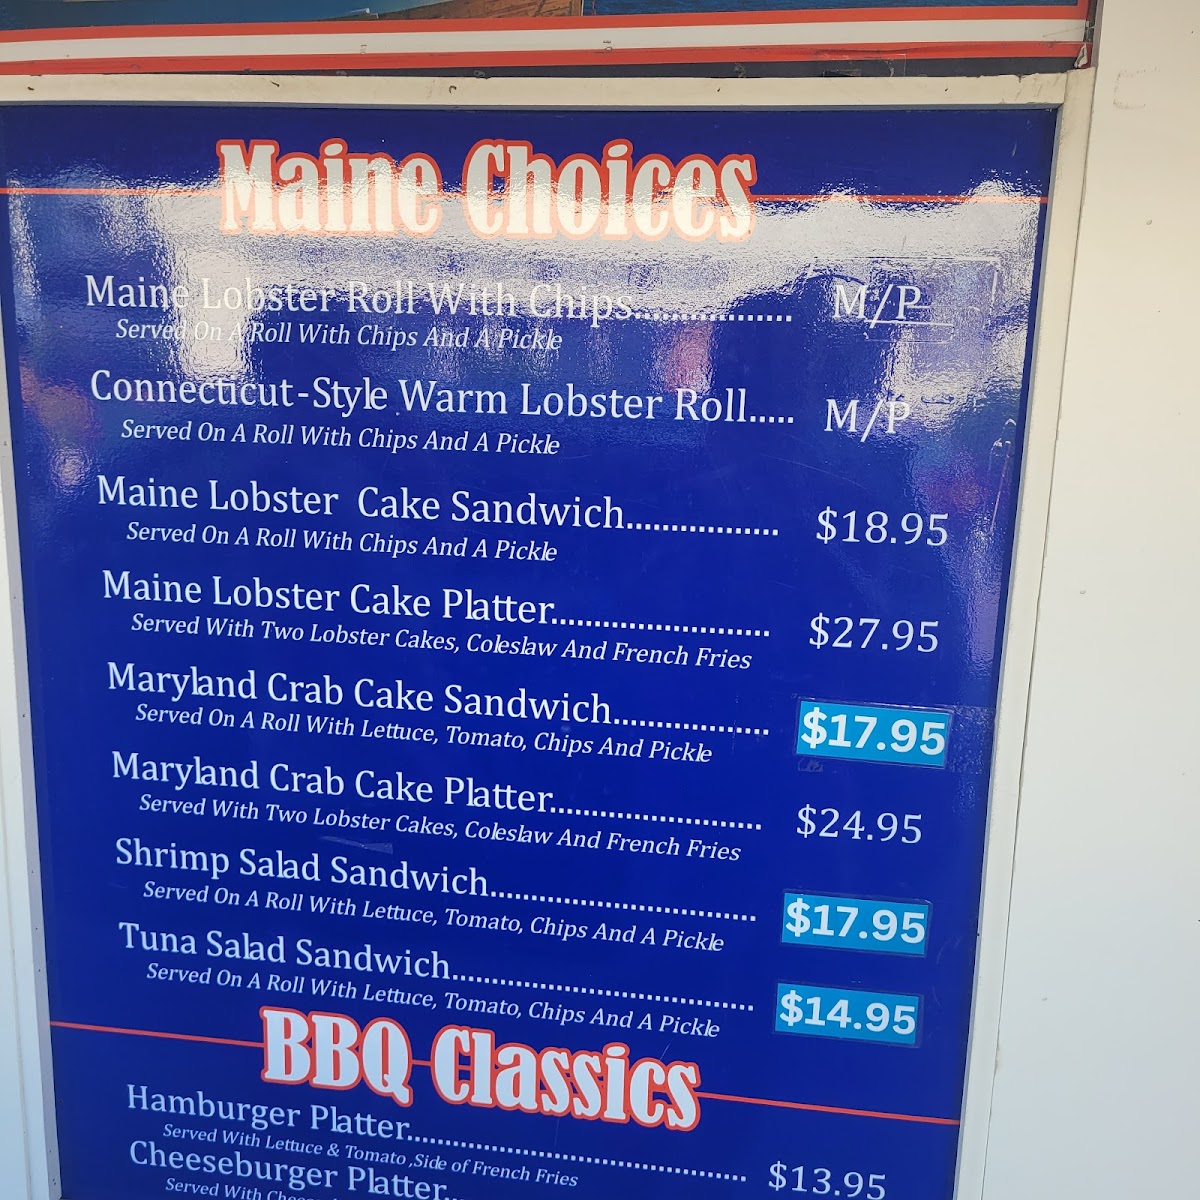 Maine Choices
Maine Lobster Roll With Chips.................. M/P
Served On A Roll With Chips And A Pickle
Connecticut-Style Warm Lobster Roll..... M/P
Served On A Roll With Chips And A Pickle
Maine Lobster Cake Sandwich.................. $18.95
Served On A Roll With Chips And A Pickle
Maine Lobster Cake Platter......................... $27.95
Served With Two Lobster Cakes, Coleslaw And French Fries
Maryland Crab Cake Sandwich.................. $17.95
Served On A Roll With Lettuce, Tomato, Chips And Pickle
Maryland Crab Cake Platter........................ $24.95
Served With Two Lobster Cakes, Coleslaw And French Fries
Shrimp Salad Sandwich.............................. $17.95
Served On A Roll With Lettuce, Tomato, Chips And A Pickle
Tuna Salad Sandwich.................................. $14.95
Served On A Roll With Lettuce, Tomato, Chips And A Pickle
BBQ Classics
Hamburger Platter...................................... $13.95
Served With Lettuce & Tomato ,Side of French Fries
Cheeseburger Platter...
Served With